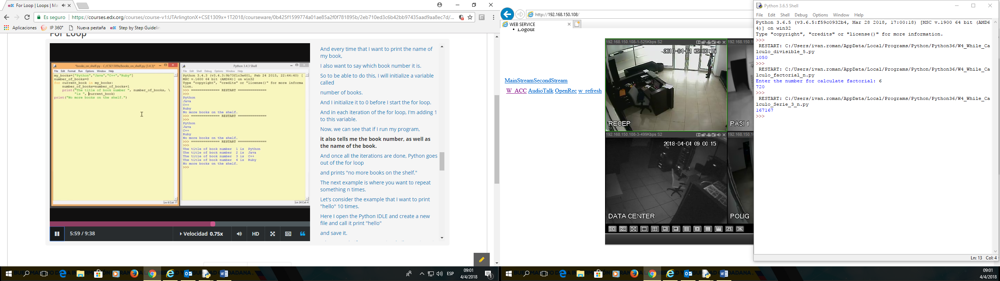 For Loop | Loops | Ma
Es seguro | https://courses.edx.org/courses/course-v1:UTArlingtonX+CSE1309x+1T2018/courseware/0b425f1599774a01ae85a2f0f781895b/2eb710ed3c6b42bb97435aad9aa8ec7d/...
Aplicaciones IP 360° Nueva pestaña edX Step by Step Guidelin
For Loop
*books_on_shelf.py - C:/CSE1309x/books_on_shelf.py (3.4.3)*
File Edit Format Run Options Window Help
my_books=["Python","Java","C++","Ruby"]
number_of_books=0
for current_book in my_books:
number_of_books=number_of_books+1
print("The title of book number ", number_of_books, \
"is ", current_book)
print("No more books on the shelf.")
Ln: 6 Col: 17
Python 3.4.3 Shell
File Edit Shell Debug Options Window Help
Python 3.4.3 (v3.4.3:9b73f1c3e601, Feb 24 2015, 22:44:40) [
MSC v.1600 64 bit (AMD64)] on win32
Type "copyright", "credits" or "license()" for more informa
tion.
>>> ============== RESTART ==============
>>>
Python
Java
C++
Ruby
No more books on the shelf.
>>> ============== RESTART ==============
>>>
Python
Java
C++
Ruby
No more books on the shelf.
>>> ============== RESTART ==============
>>>
The title of book number 1 is Python
The title of book number 2 is Java
The title of book number 3 is C++
The title of book number 4 is Ruby
No more books on the shelf.
>>>
Ln: 24 Col: 4
5:59 / 9:38
Velocidad 0.75x
HD
CC
And every time that I want to print the name of
my book,
I also want to say which book number it is.
So to be able to do this, I will initialize a variable
called
number of books.
And I initialize it to 0 before I start the for loop.
And in each iteration of the for loop, I'm adding 1
to this variable.
Now, we can see that if I run my program,
it also tells me the book number, as well as
the name of the book.
And once all the iterations are done, Python goes
out of the for loop
and prints "no more books on the shelf."
The next example is where you want to repeat
something n times.
Let's consider the example that I want to print
"hello" 10 times.
Here I open the Python IDLE and create a new
file and call it print "hello"
and save it.
ESP
09:01
4/4/2018
http://192.168.150.108/
WEB SERVICE
Logout
MainStreamSecondStream
W_ACC AudioTalk OpenRec w_refresh
192.168.150.108-1-525Kbps S2
2018-04-04 09:00:15
RECEP
192.168.150.1
PASI 1
192.168.150.108-3-499Kbps S2
2018-04-04 09:00:15
DATA CENTER
192.168.150.1
POLIG
HD
25
36
Python 3.6.5 Shell
File Edit Shell Debug Options Window Help
Python 3.6.5 (v3.6.5:f59c0932b4, Mar 28 2018, 17:00:18) [MSC v.1900 64 bit (AMD6
4)] on win32
Type "copyright", "credits" or "license()" for more information.
>>>
RESTART: C:/Users/ivan.roman/AppData/Local/Programs/Python/Python36/W4_While_Ca
lculo_divisible_5.py
1050
>>>
RESTART: C:/Users/ivan.roman/AppData/Local/Programs/Python/Python36/W4_While_Ca
lculo_factorial_n.py
Enter the number for calculate factorial: 6
720
>>>
RESTART: C:/Users/ivan.roman/AppData/Local/Programs/Python/Python36/W4_While_Ca
lculo_Serie_3_n.py
167167
>>>
Ln: 13 Col: 4
09:01
4/4/2018